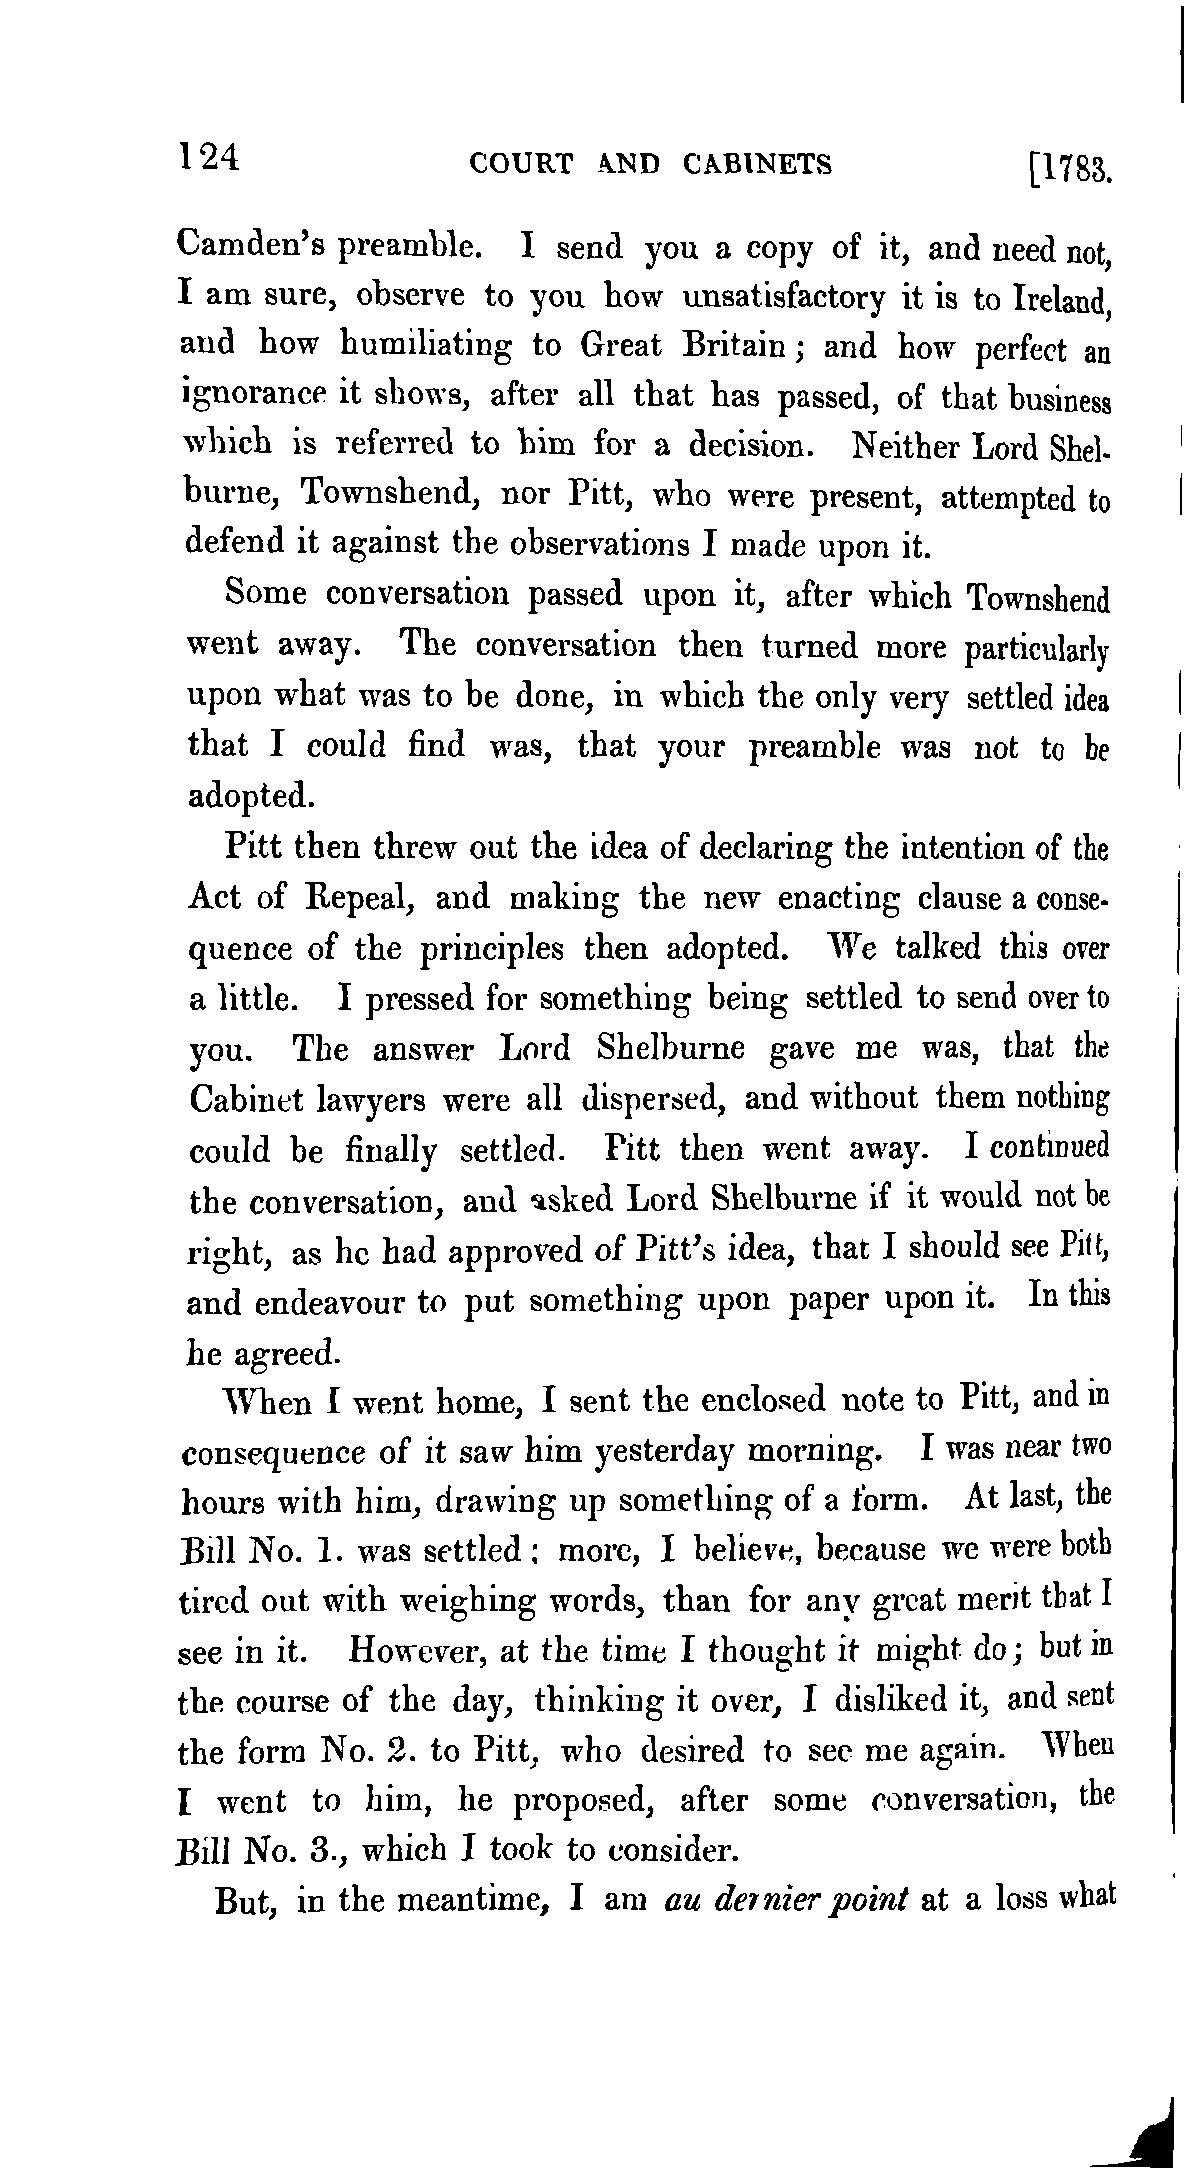 124 COURT AND CABINETS [1783.
Camden's preamble. I send you a copy of it, and need not,
I am sure, observe to you how unsatisfactory it is to Ireland,
and how humiliating to Great Britain; and how perfect an
ignorance it shows, after all that has passed, of that business
which is referred to him for a decision. Neither Lord Shel-
burne, Townshend, nor Pitt, who were present, attempted to
defend it against the observations I made upon it.
Some conversation passed upon it, after which Townshend
went away. The conversation then turned more particularly
upon what was to be done, in which the only very settled idea
that I could find was, that your preamble was not to be
adopted.
Pitt then threw out the idea of declaring the intention of the
Act of Repeal, and making the new enacting clause a conse-
quence of the principles then adopted. We talked this over
a little. I pressed for something being settled to send over to
you. The answer Lord Shelburne gave me was, that the
Cabinet lawyers were all dispersed, and without them nothing
could be finally settled. Pitt then went away. I continued
the conversation, and asked Lord Shelburne if it would not be
right, as he had approved of Pitt's idea, that I should see Pitt,
and endeavour to put something upon paper upon it. In this
he agreed.
When I went home, I sent the enclosed note to Pitt, and in
consequence of it saw him yesterday morning. I was near two
hours with him, drawing up something of a form. At last, the
Bill No. 1. was settled: more, I believe, because we were both
tired out with weighing words, than for any great merit that I
see in it. However, at the time I thought it might do; but in
the course of the day, thinking it over, I disliked it, and sent
the form No. 2. to Pitt, who desired to see me again. When
I went to him, he proposed, after some conversation, the
Bill No. 3., which I took to consider.
But, in the meantime, I am au dernier point at a loss what